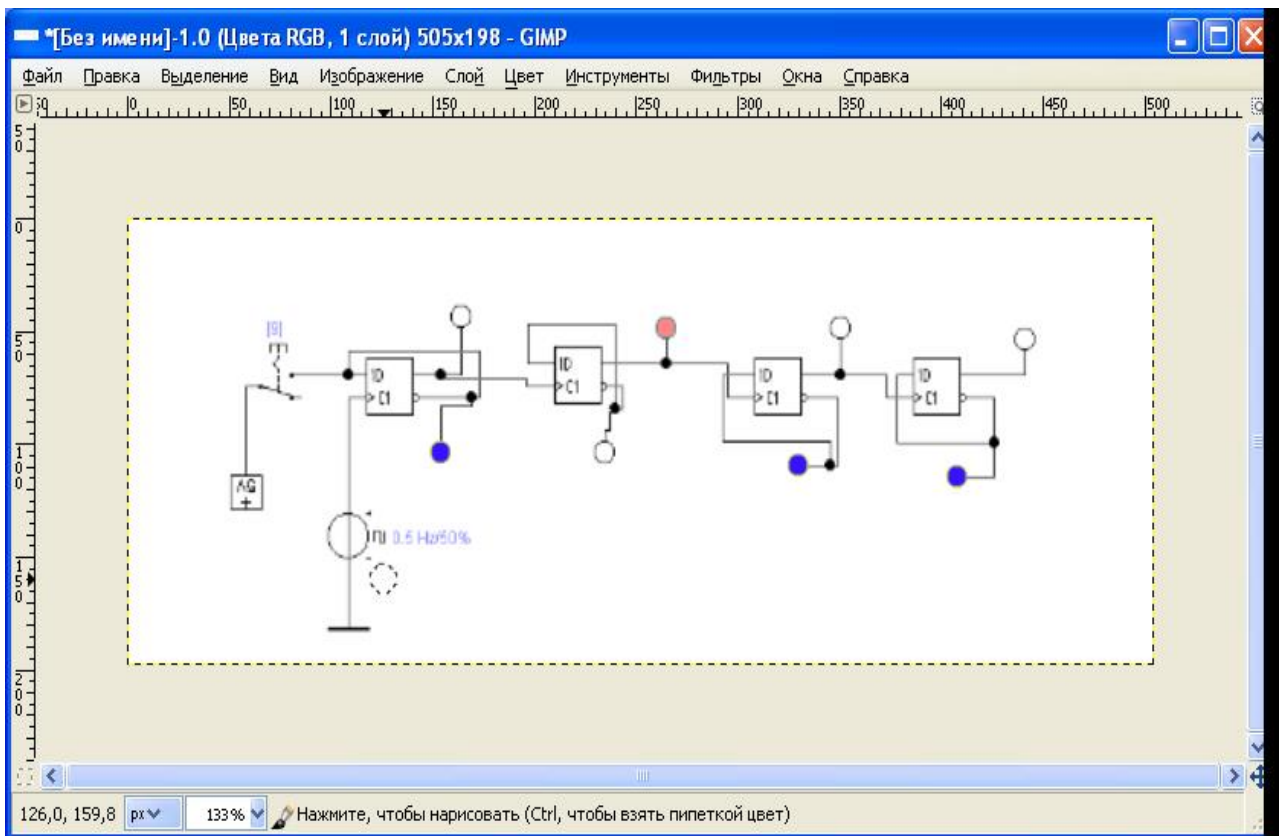 *[Без имени]-1.0 (Цвета RGB, 1 слой) 505x198 - GIMP
Файл Правка Выделение Вид Изображение Слой Цвет Инструменты Фильтры Окна Справка
0 50 100 150 200 250 300 350 400 450 500
[9]
1D
C1
1D
C1
1D
C1
1D
C1
5V
+
0.5 Hz/50%
126,0, 159,8 px 133% Нажмите, чтобы нарисовать (Ctrl, чтобы взять пипеткой цвет)